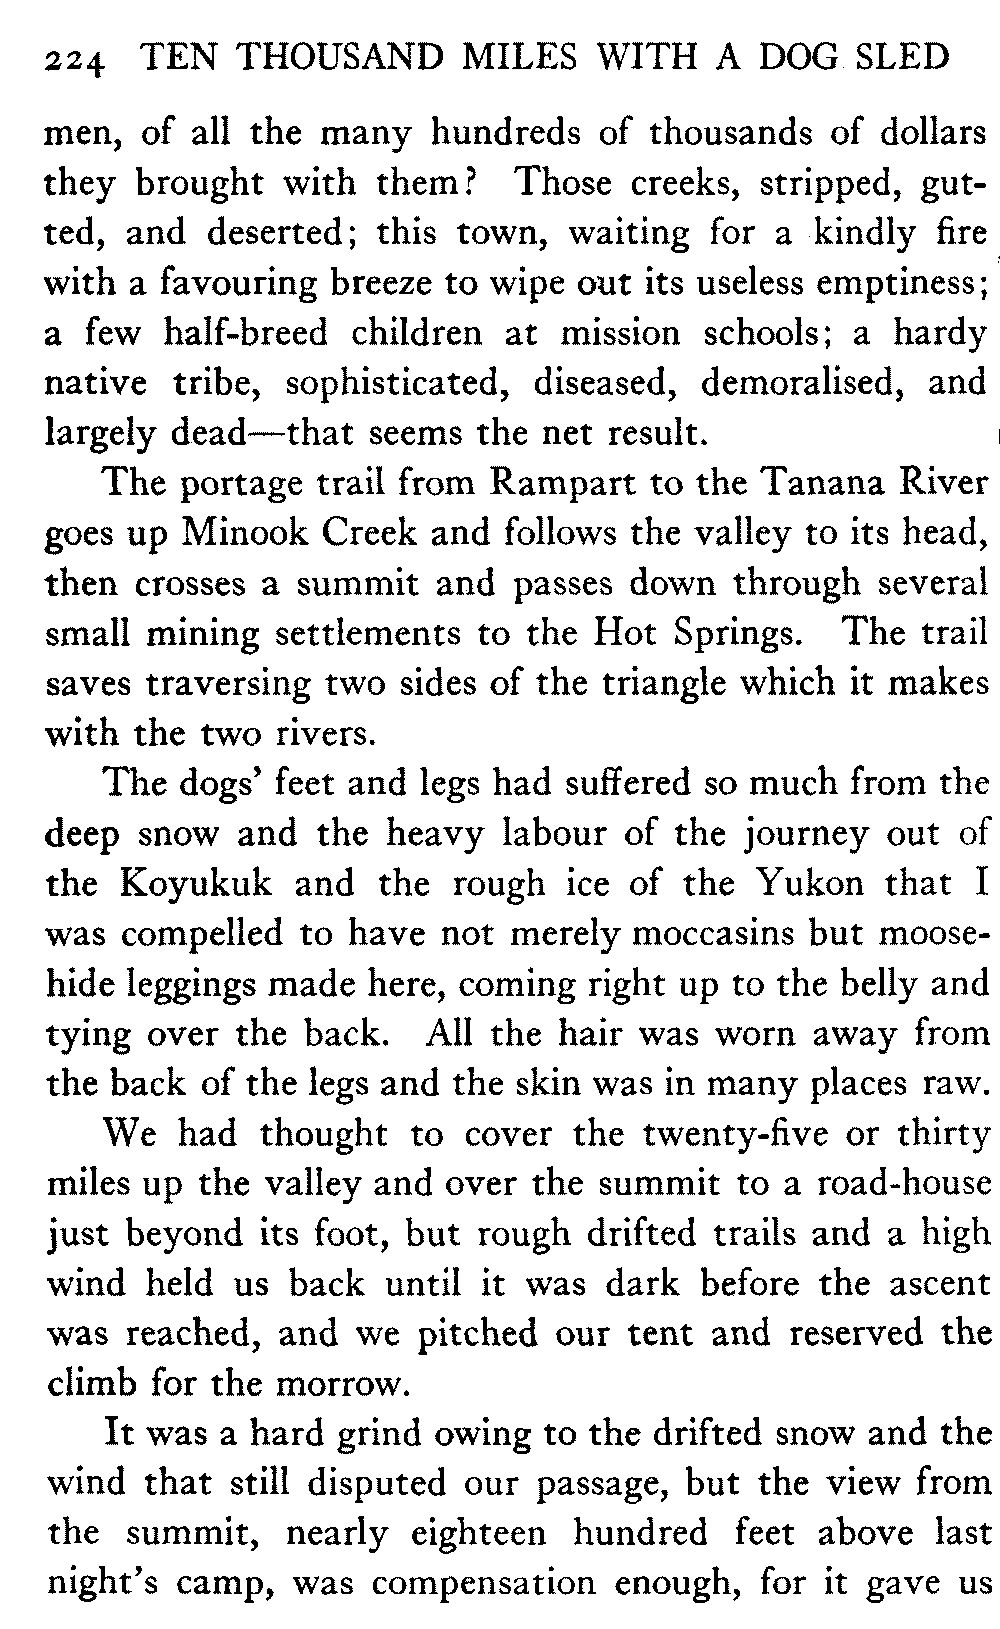 224 TEN THOUSAND MILES WITH A DOG SLED
men, of all the many hundreds of thousands of dollars
they brought with them? Those creeks, stripped, gut-
ted, and deserted; this town, waiting for a kindly fire
with a favouring breeze to wipe out its useless emptiness;
a few half-breed children at mission schools; a hardy
native tribe, sophisticated, diseased, demoralised, and
largely dead—that seems the net result.
The portage trail from Rampart to the Tanana River
goes up Minook Creek and follows the valley to its head,
then crosses a summit and passes down through several
small mining settlements to the Hot Springs. The trail
saves traversing two sides of the triangle which it makes
with the two rivers.
The dogs' feet and legs had suffered so much from the
deep snow and the heavy labour of the journey out of
the Koyukuk and the rough ice of the Yukon that I
was compelled to have not merely moccasins but moose-
hide leggings made here, coming right up to the belly and
tying over the back. All the hair was worn away from
the back of the legs and the skin was in many places raw.
We had thought to cover the twenty-five or thirty
miles up the valley and over the summit to a road-house
just beyond its foot, but rough drifted trails and a high
wind held us back until it was dark before the ascent
was reached, and we pitched our tent and reserved the
climb for the morrow.
It was a hard grind owing to the drifted snow and the
wind that still disputed our passage, but the view from
the summit, nearly eighteen hundred feet above last
night's camp, was compensation enough, for it gave us